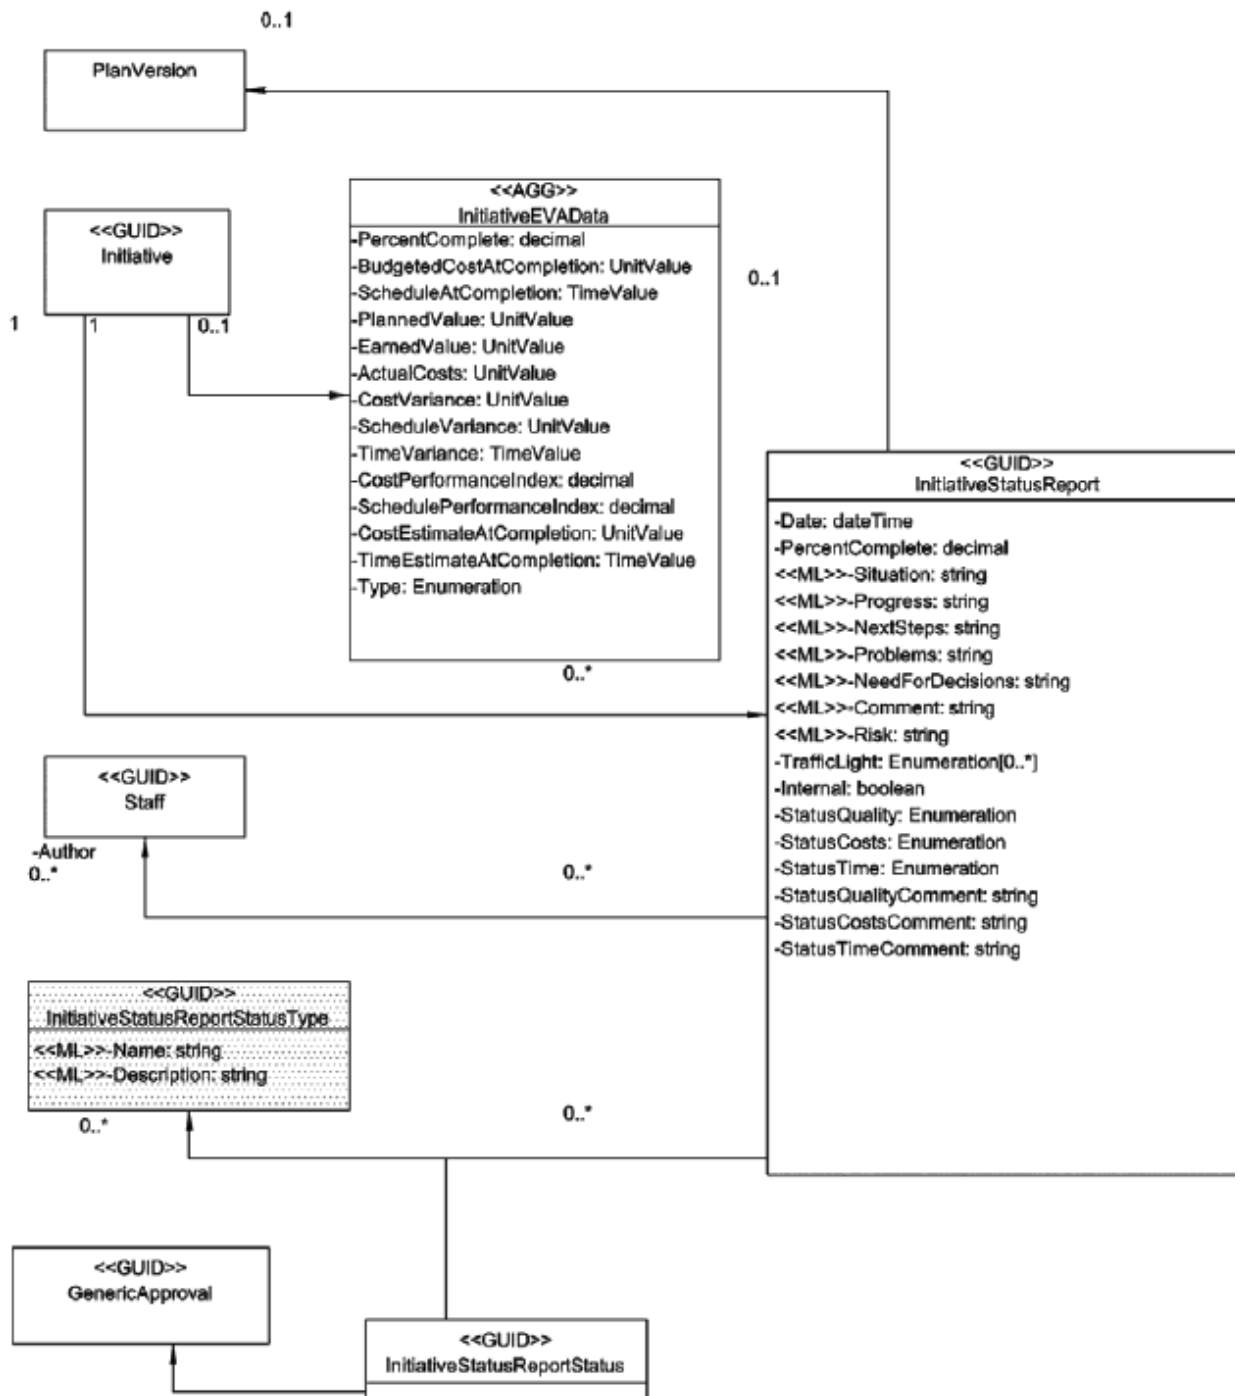 0..1
PlanVersion
<<AGG>>
InitiativeEVAData
-PercentComplete: decimal
-BudgetedCostAtCompletion: UnitValue
-ScheduleAtCompletion: TimeValue
-PlannedValue: UnitValue
-EarnedValue: UnitValue
-ActualCosts: UnitValue
-CostVariance: UnitValue
-ScheduleVariance: UnitValue
-TimeVariance: TimeValue
-CostPerformanceIndex: decimal
-SchedulePerformanceIndex: decimal
-CostEstimateAtCompletion: UnitValue
-TimeEstimateAtCompletion: TimeValue
-Type: Enumeration
0..*
<<GUID>>
Initiative
1
1
0..1
0..1
<<GUID>>
InitiativeStatusReport
-Date: dateTime
-PercentComplete: decimal
<<ML>>-Situation: string
<<ML>>-Progress: string
<<ML>>-NextSteps: string
<<ML>>-Problems: string
<<ML>>-NeedForDecisions: string
<<ML>>-Comment: string
<<ML>>-Risk: string
-TrafficLight: Enumeration[0..*]
-Internal: boolean
-StatusQuality: Enumeration
-StatusCosts: Enumeration
-StatusTime: Enumeration
-StatusQualityComment: string
-StatusCostsComment: string
-StatusTimeComment: string
<<GUID>>
Staff
-Author
0..*
0..*
<<GUID>>
InitiativeStatusReportStatusType
<<ML>>-Name: string
<<ML>>-Description: string
0..*
0..*
<<GUID>>
GenericApproval
<<GUID>>
InitiativeStatusReportStatus